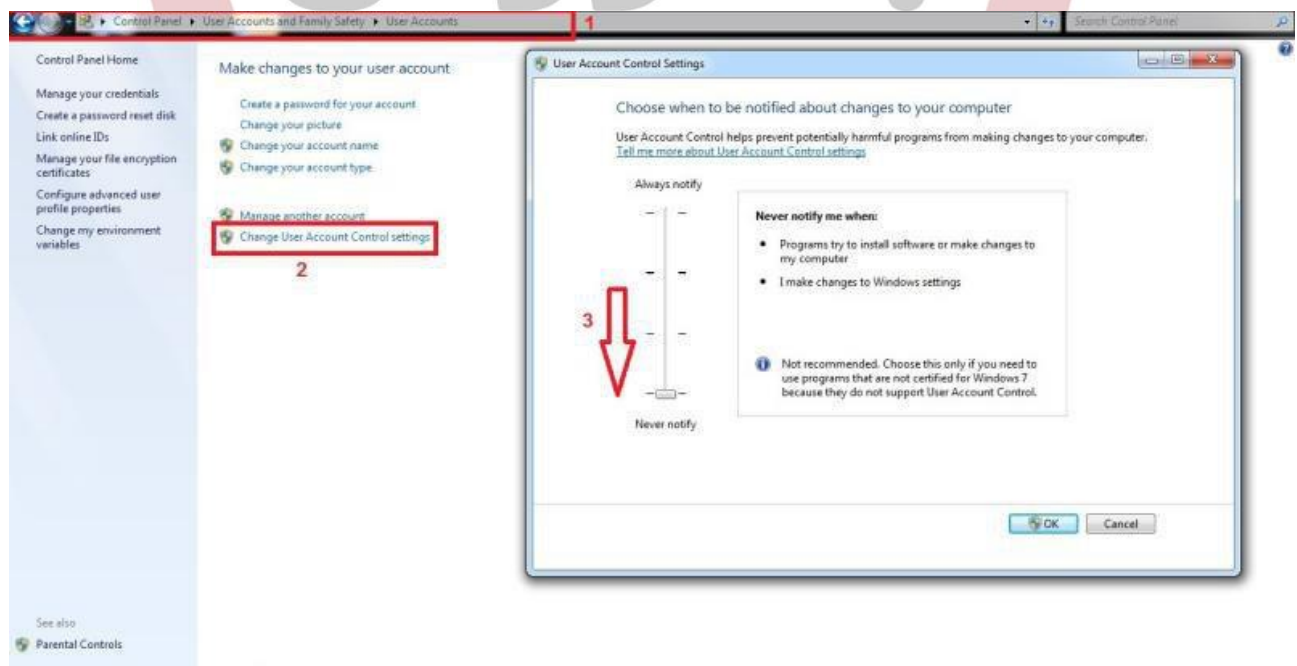 Control Panel ▸ User Accounts and Family Safety ▸ User Accounts
1
Search Control Panel
Control Panel Home
Manage your credentials
Create a password reset disk
Link online IDs
Manage your file encryption
certificates
Configure advanced user
profile properties
Change my environment
variables
See also
Parental Controls
Make changes to your user account
Create a password for your account
Change your picture
Change your account name
Change your account type
Manage another account
Change User Account Control settings
2
User Account Control Settings
Choose when to be notified about changes to your computer
User Account Control helps prevent potentially harmful programs from making changes to your computer.
Tell me more about User Account Control settings
Always notify
3
Never notify
Never notify me when:
• Programs try to install software or make changes to
my computer
• I make changes to Windows settings
Not recommended. Choose this only if you need to
use programs that are not certified for Windows 7
because they do not support User Account Control.
OK
Cancel